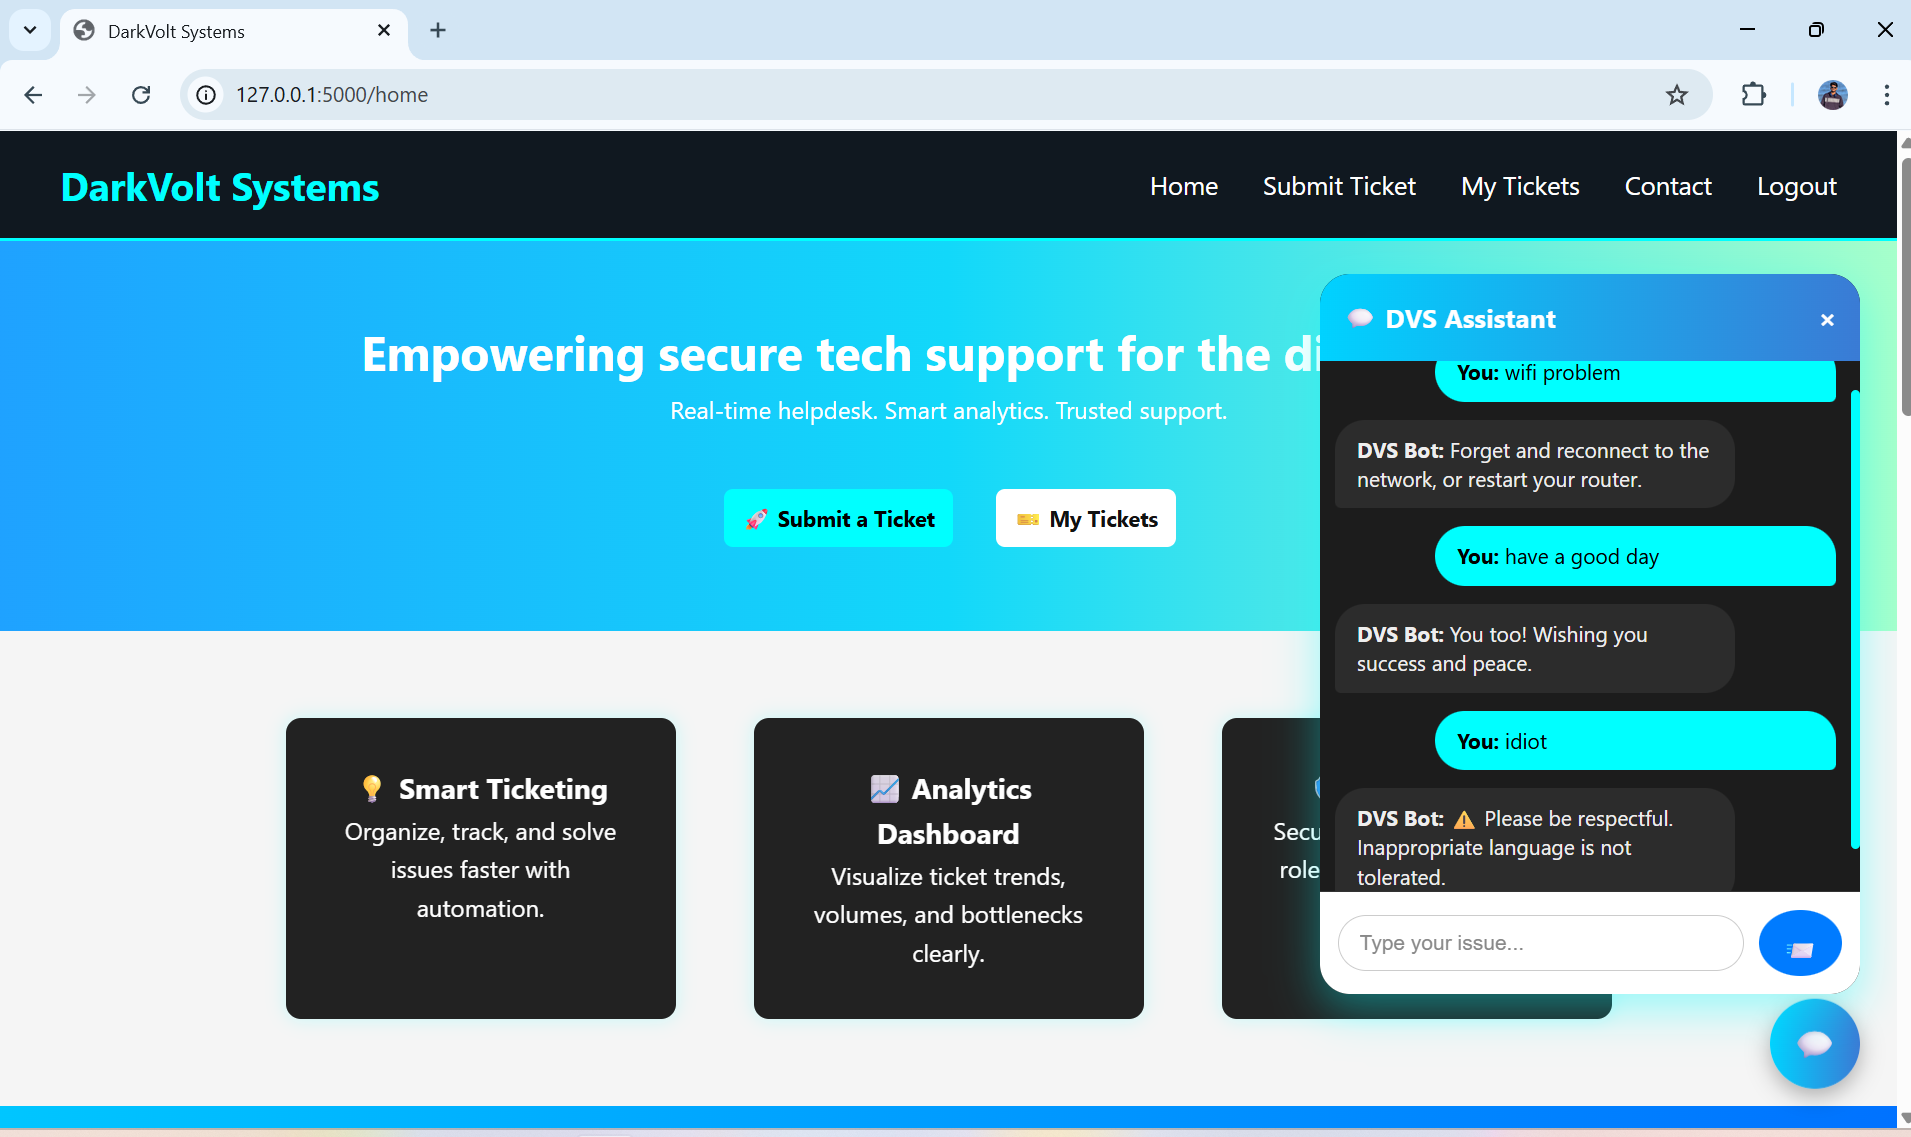 DarkVolt Systems
127.0.0.1:5000/home
DarkVolt Systems
Home Submit Ticket My Tickets Contact Logout
Empowering secure tech support for the di
Real-time helpdesk. Smart analytics. Trusted support.
🚀 Submit a Ticket
🎫 My Tickets
💡 Smart Ticketing
Organize, track, and solve
issues faster with
automation.
📈 Analytics
Dashboard
Visualize ticket trends,
volumes, and bottlenecks
clearly.
Secu
role
💬 DVS Assistant ×
You: wifi problem
DVS Bot: Forget and reconnect to the
network, or restart your router.
You: have a good day
DVS Bot: You too! Wishing you
success and peace.
You: idiot
DVS Bot: ⚠️ Please be respectful.
Inappropriate language is not
tolerated.
Type your issue...